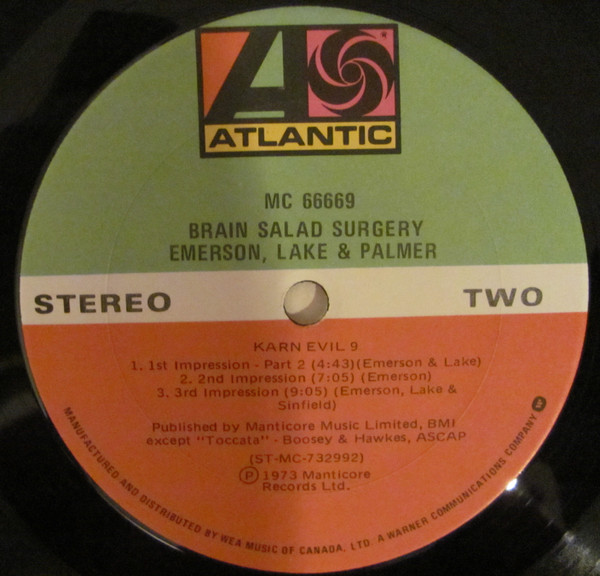 ATLANTIC
MC 66669
BRAIN SALAD SURGERY
EMERSON, LAKE & PALMER
STEREO TWO
KARN EVIL 9
1. 1st Impression - Part 2 (4:43)(Emerson & Lake)
2. 2nd Impression (7:05) (Emerson)
3. 3rd Impression (9:05) (Emerson, Lake &
Sinfield)
Published by Manticore Music Limited, BMI
except "Toccata" - Boosey & Hawkes, ASCAP
(ST-MC-732992)
Ⓟ 1973 Manticore
Records Ltd.
MANUFACTURED AND DISTRIBUTED BY WEA MUSIC OF CANADA, LTD. A WARNER COMMUNICATIONS COMPANY